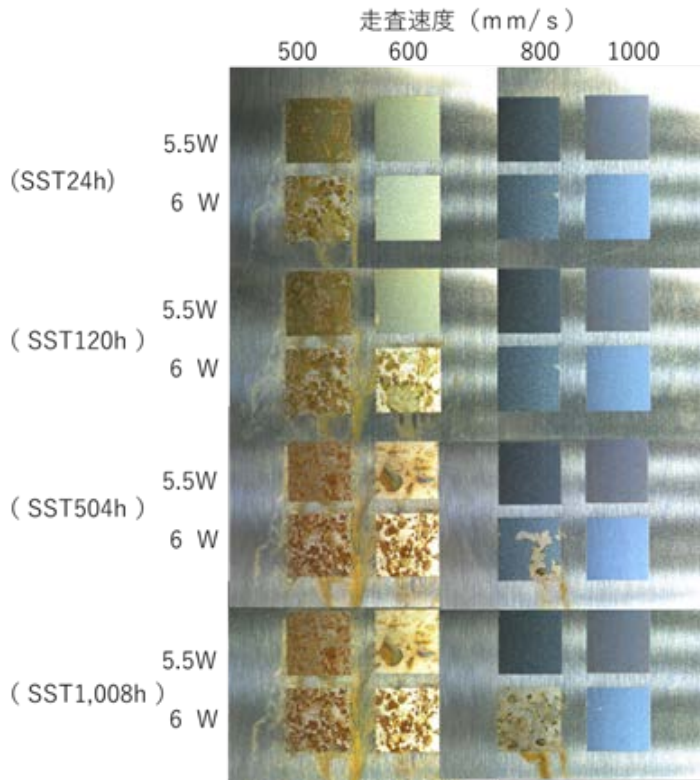 走査速度（ｍｍ/ｓ）
500 600 800 1000
5.5W
(SST24h)
6 W
5.5W
( SST120h )
6 W
5.5W
( SST504h )
6 W
5.5W
( SST1,008h )
6 W